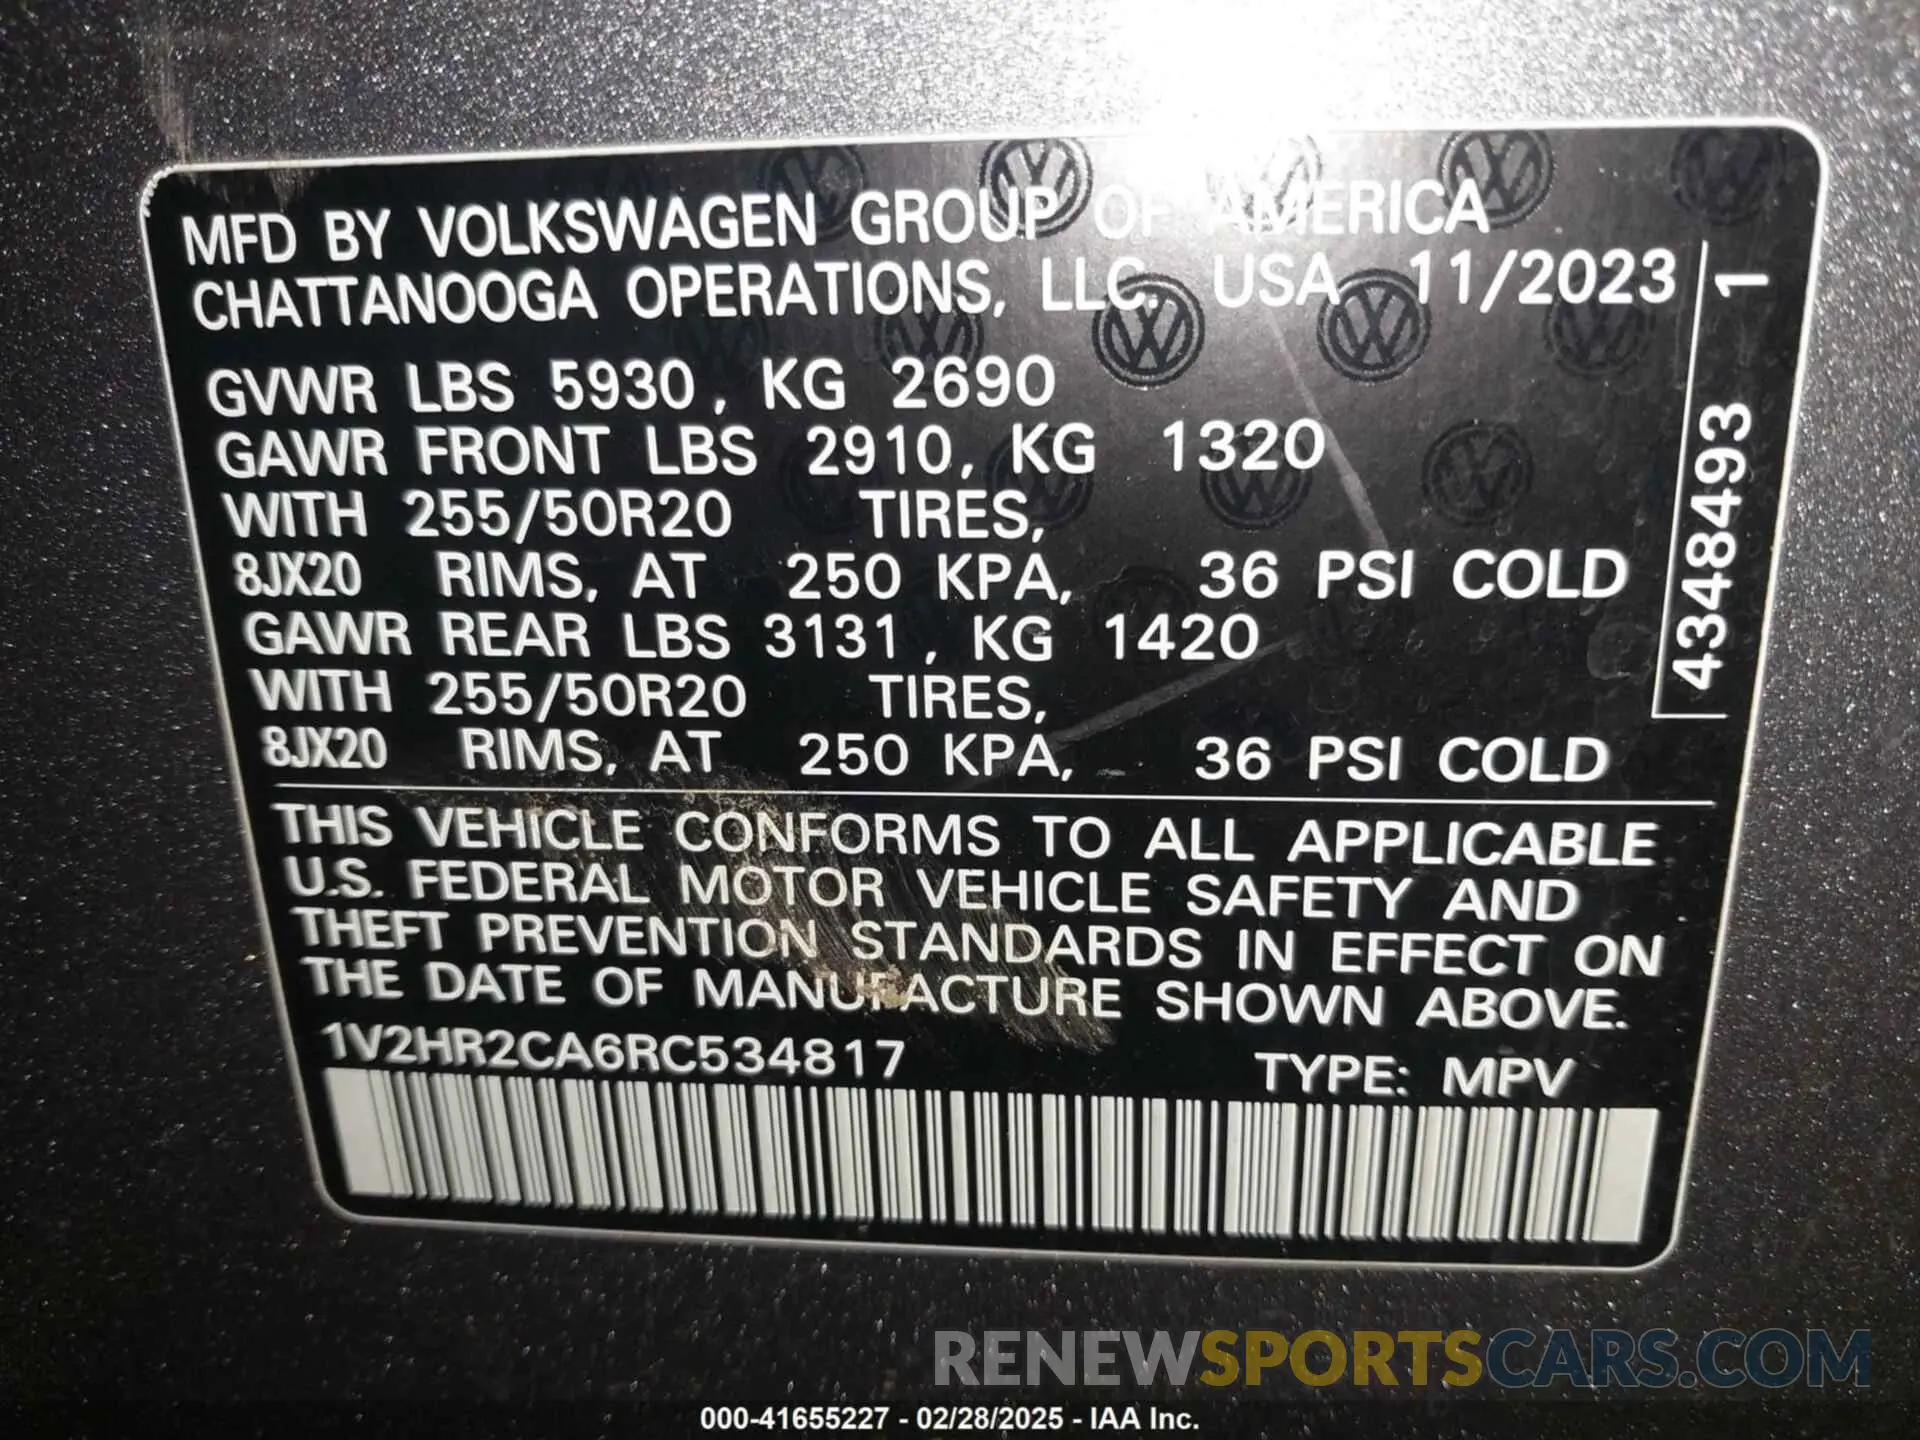 MFD BY VOLKSWAGEN GROUP OF AMERICA
CHATTANOOGA OPERATIONS, LLC. USA 11/2023
GVWR LBS 5930, KG 2690
GAWR FRONT LBS 2910, KG 1320
WITH 255/50R20 TIRES,
8JX20 RIMS, AT 250 KPA, 36 PSI COLD
GAWR REAR LBS 3131, KG 1420
WITH 255/50R20 TIRES,
8JX20 RIMS, AT 250 KPA, 36 PSI COLD
4348493 1
THIS VEHICLE CONFORMS TO ALL APPLICABLE
U.S. FEDERAL MOTOR VEHICLE SAFETY AND
THEFT PREVENTION STANDARDS IN EFFECT ON
THE DATE OF MANUFACTURE SHOWN ABOVE.
1V2HR2CA6RC534817 TYPE: MPV
RENEWSPORTSCARS.COM
000-41655227 - 02/28/2025 - IAA Inc.